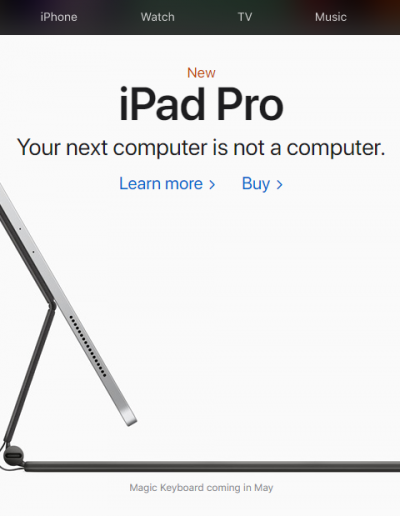 iPhone Watch TV Music
New
iPad Pro
Your next computer is not a computer.
Learn more > Buy >
Magic Keyboard coming in May